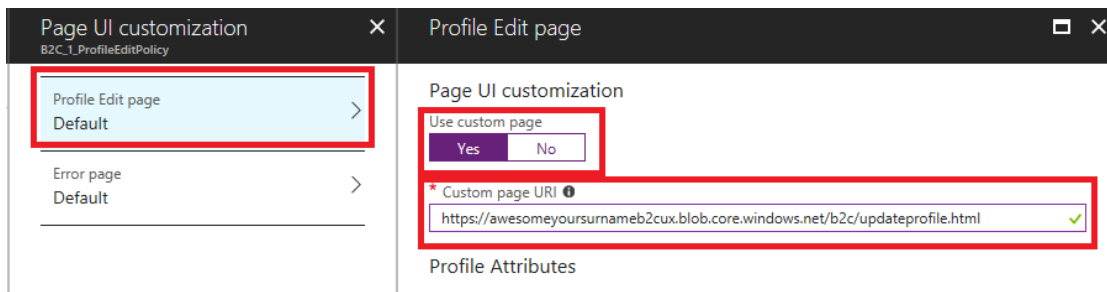 Page UI customization
B2C_1_ProfileEditPolicy
Profile Edit page
Default
Error page
Default
Profile Edit page
Page UI customization
Use custom page
Yes No
* Custom page URI
https://awesomeyoursurnameb2cux.blob.core.windows.net/b2c/updateprofile.html
Profile Attributes